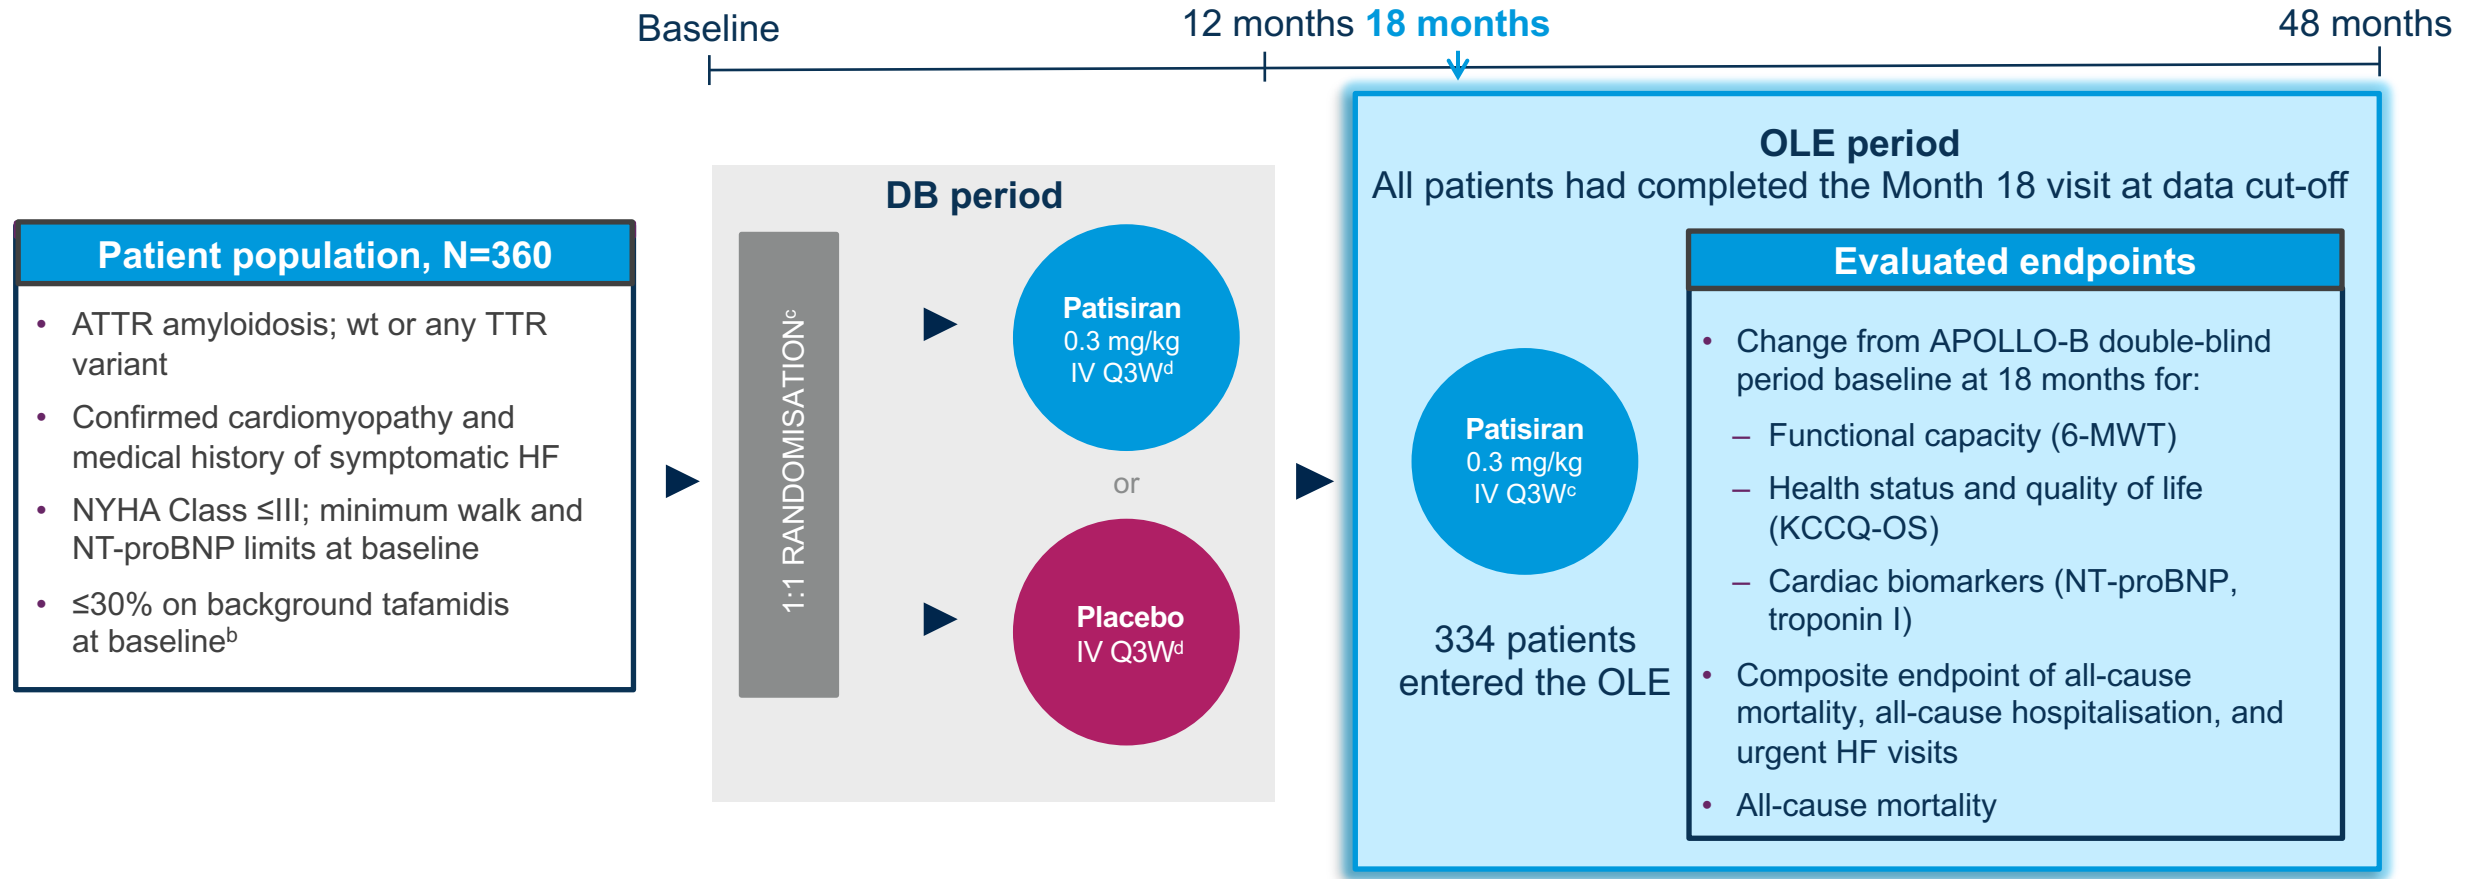 Baseline
12 months 18 months
48 months
Patient population, N=360
• ATTR amyloidosis; wt or any TTR
variant
• Confirmed cardiomyopathy and
medical history of symptomatic HF
• NYHA Class ≤III; minimum walk and
NT-proBNP limits at baseline
• ≤30% on background tafamidis
at baselineᵇ
DB period
1:1 RANDOMISATIONᶜ
Patisiran
0.3 mg/kg
IV Q3Wᵈ
or
Placebo
IV Q3Wᵈ
OLE period
All patients had completed the Month 18 visit at data cut-off
Patisiran
0.3 mg/kg
IV Q3Wᶜ
334 patients
entered the OLE
Evaluated endpoints
• Change from APOLLO-B double-blind
period baseline at 18 months for:
– Functional capacity (6-MWT)
– Health status and quality of life
(KCCQ-OS)
– Cardiac biomarkers (NT-proBNP,
troponin I)
• Composite endpoint of all-cause
mortality, all-cause hospitalisation, and
urgent HF visits
• All-cause mortality